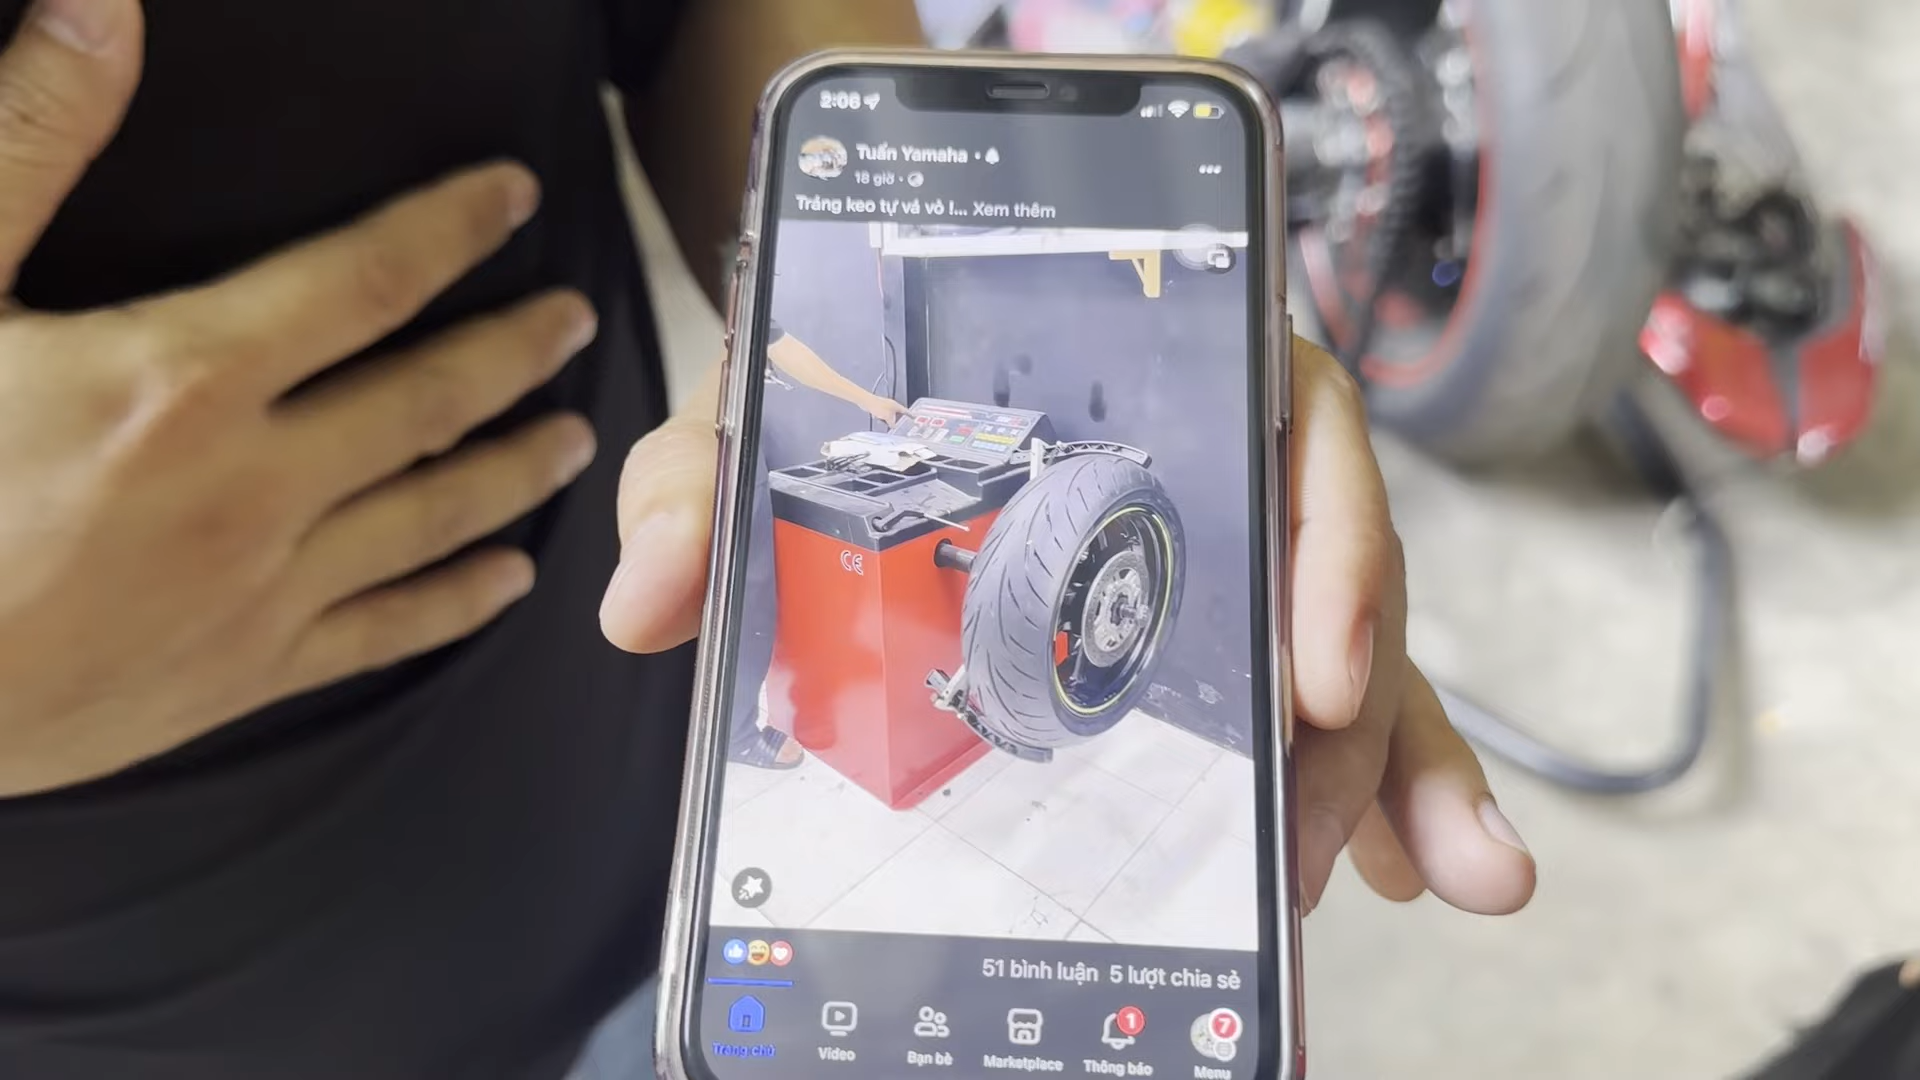 2:06
Tuấn Yamaha
18 giờ
Tráng keo tự vá vỏ !... Xem thêm
CE
51 bình luận 5 lượt chia sẻ
1
7
Trang chủ
Video
Bạn bè
Marketplace
Thông báo
Menu